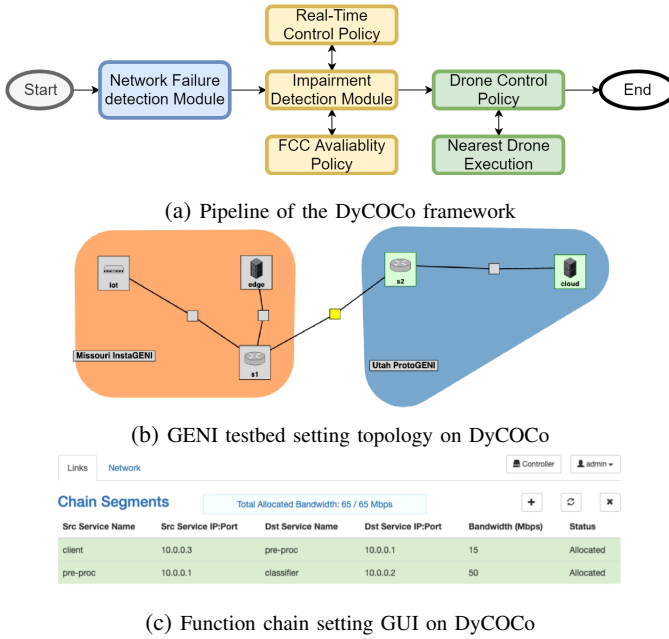 Real-Time
Control Policy
Start
Network Failure
detection Module
Impairment
Detection Module
Drone Control
Policy
End
FCC Avaliablity
Policy
Nearest Drone
Execution
(a) Pipeline of the DyCOCo framework
iot
edge
s2
cloud
Missouri InstaGENI
s1
Utah ProtoGENI
(b) GENI testbed setting topology on DyCOCo
Links Network Controller admin
Chain Segments Total Allocated Bandwidth: 65 / 65 Mbps
Src Service Name Src Service IP:Port Dst Service Name Dst Service IP:Port Bandwidth (Mbps) Status
client 10.0.0.3 pre-proc 10.0.0.1 15 Allocated
pre-proc 10.0.0.1 classifier 10.0.0.2 50 Allocated
(c) Function chain setting GUI on DyCOCo